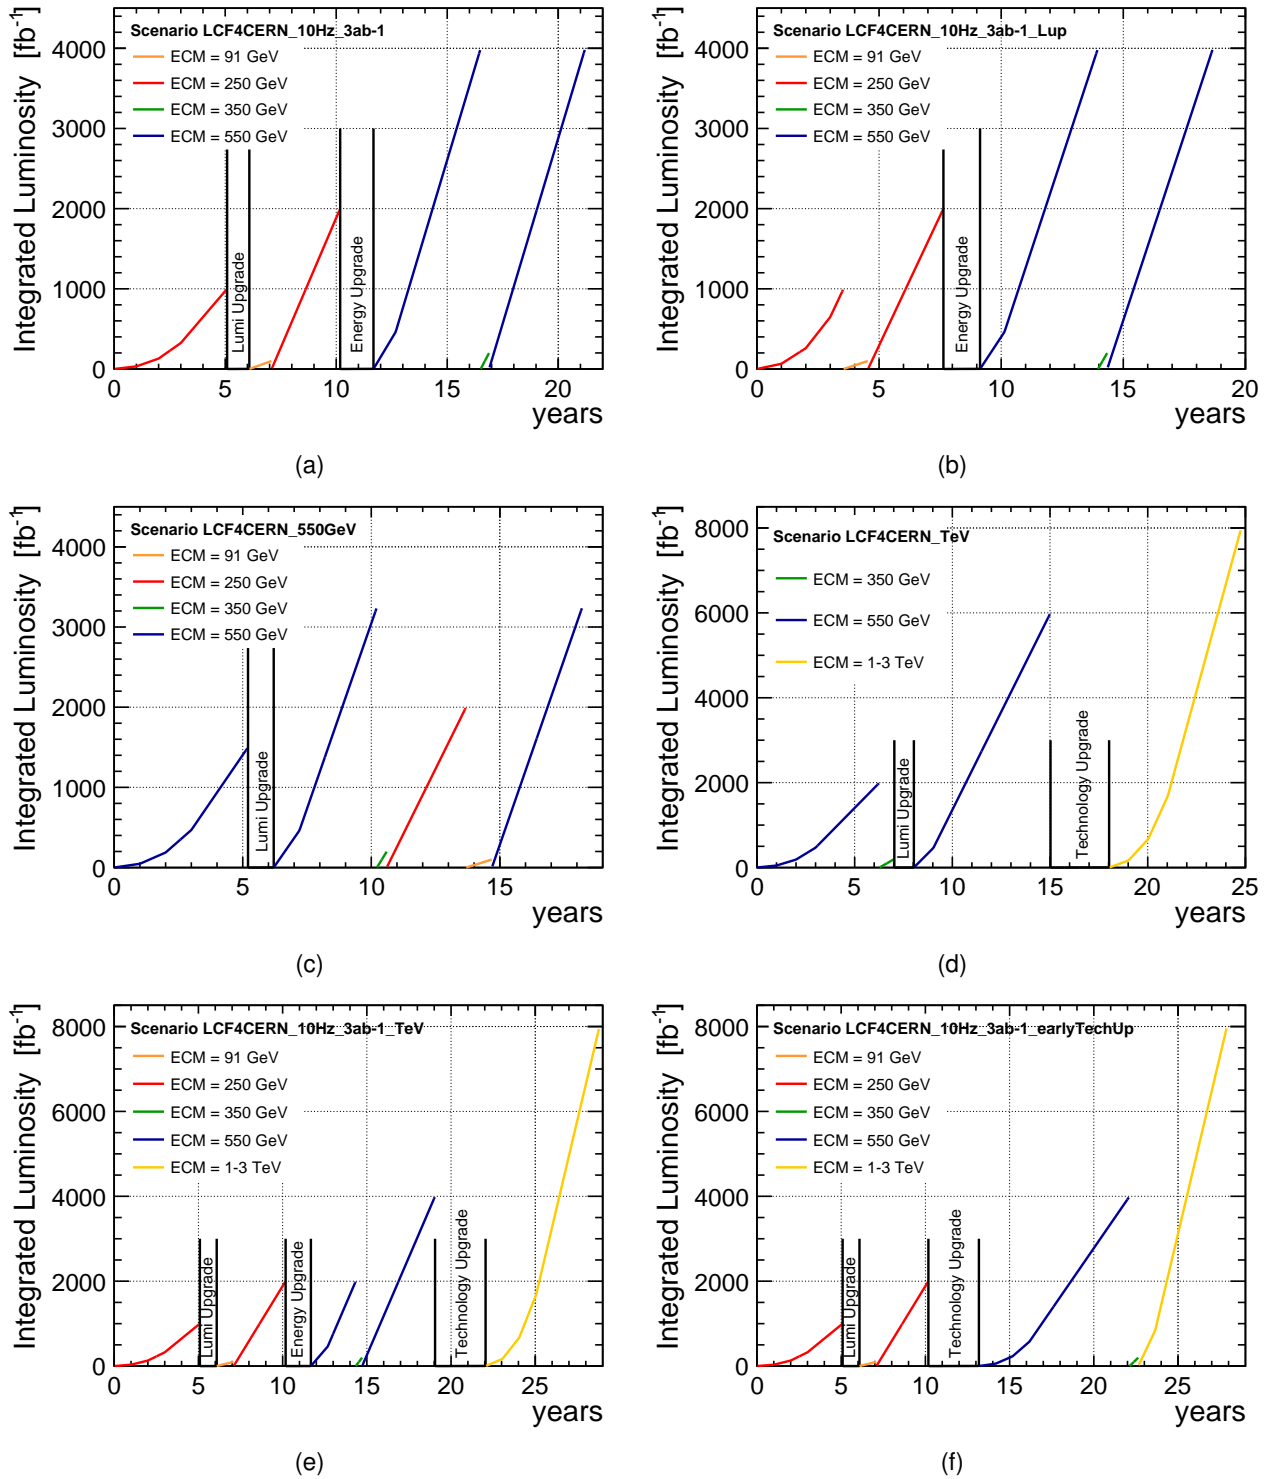 Scenario LCF4CERN_10Hz_3ab-1
ECM = 91 GeV
ECM = 250 GeV
ECM = 350 GeV
ECM = 550 GeV
Integrated Luminosity [fb-1]
4000
3000
2000
1000
0
Lumi Upgrade
Energy Upgrade
0 5 10 15 20
years
(a)
Scenario LCF4CERN_10Hz_3ab-1_Lup
ECM = 91 GeV
ECM = 250 GeV
ECM = 350 GeV
ECM = 550 GeV
Integrated Luminosity [fb-1]
4000
3000
2000
1000
0
Energy Upgrade
0 5 10 15 20
years
(b)
Scenario LCF4CERN_550GeV
ECM = 91 GeV
ECM = 250 GeV
ECM = 350 GeV
ECM = 550 GeV
Integrated Luminosity [fb-1]
4000
3000
2000
1000
0
Lumi Upgrade
0 5 10 15
years
(c)
Scenario LCF4CERN_TeV
ECM = 350 GeV
ECM = 550 GeV
ECM = 1-3 TeV
Integrated Luminosity [fb-1]
8000
6000
4000
2000
0
Lumi Upgrade
Technology Upgrade
0 5 10 15 20 25
years
(d)
Scenario LCF4CERN_10Hz_3ab-1_TeV
ECM = 91 GeV
ECM = 250 GeV
ECM = 350 GeV
ECM = 550 GeV
ECM = 1-3 TeV
Integrated Luminosity [fb-1]
8000
6000
4000
2000
0
Lumi Upgrade
Energy Upgrade
Technology Upgrade
0 5 10 15 20 25
years
(e)
Scenario LCF4CERN_10Hz_3ab-1_earlyTechUp
ECM = 91 GeV
ECM = 250 GeV
ECM = 350 GeV
ECM = 550 GeV
ECM = 1-3 TeV
Integrated Luminosity [fb-1]
8000
6000
4000
2000
0
Lumi Upgrade
Technology Upgrade
0 5 10 15 20 25
years
(f)